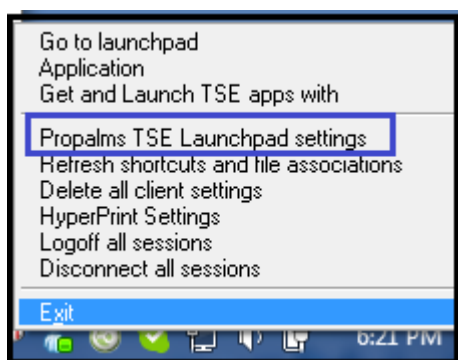 Go to launchpad
Application
Get and Launch TSE apps with
Propalms TSE Launchpad settings
Refresh shortcuts and file associations
Delete all client settings
HyperPrint Settings
Logoff all sessions
Disconnect all sessions
Exit
6:21 PM